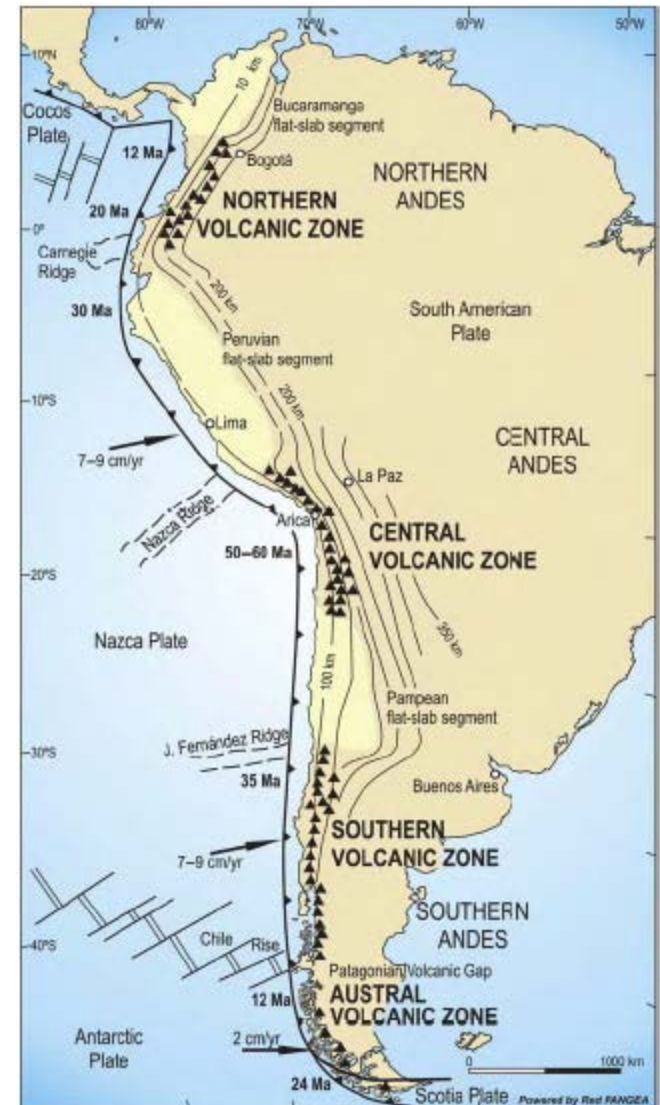 80°W
70°W
60°W
50°W
10°N
10 km
Cocos
Plate
Bucaramanga
flat-slab segment
12 Ma
Bogotá
NORTHERN
ANDES
NORTHERN
VOLCANIC ZONE
20 Ma
0°
Carnegie
Ridge
200 km
30 Ma
South American
Plate
Peruvian
flat-slab segment
200 km
10°S
Lima
7–9 cm/yr
CENTRAL
ANDES
La Paz
Nazca Ridge
Arica
CENTRAL
VOLCANIC ZONE
50–60 Ma
20°S
350 km
Nazca Plate
100 km
Pampean
flat-slab segment
J. Fernández Ridge
30°S
35 Ma
Buenos Aires
SOUTHERN
VOLCANIC ZONE
7–9 cm/yr
SOUTHERN
ANDES
Chile Rise
40°S
Patagonian Volcanic Gap
12 Ma
AUSTRAL
VOLCANIC ZONE
Antarctic
Plate
2 cm/yr
0 1000 km
24 Ma
Scotia Plate
Powered by Red PANGEA